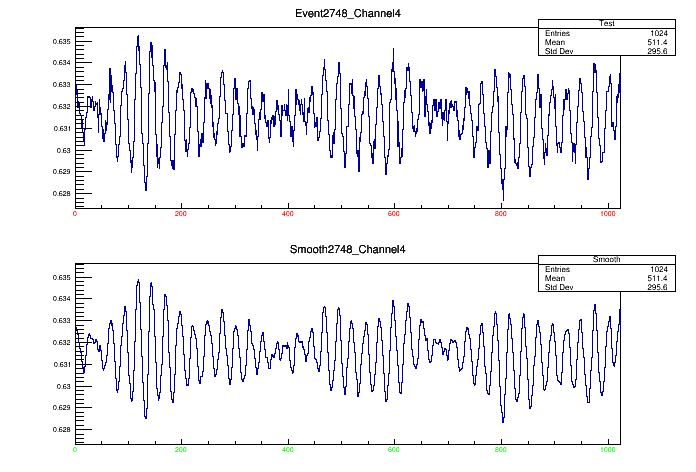 Event2748_Channel4
Test
Entries 1024
Mean 511.4
Std Dev 295.6
0.635
0.634
0.633
0.632
0.631
0.63
0.629
0.628
0 200 400 600 800 1000
Smooth2748_Channel4
Smooth
Entries 1024
Mean 511.4
Std Dev 295.6
0.635
0.634
0.633
0.632
0.631
0.63
0.629
0.628
0 200 400 600 800 1000